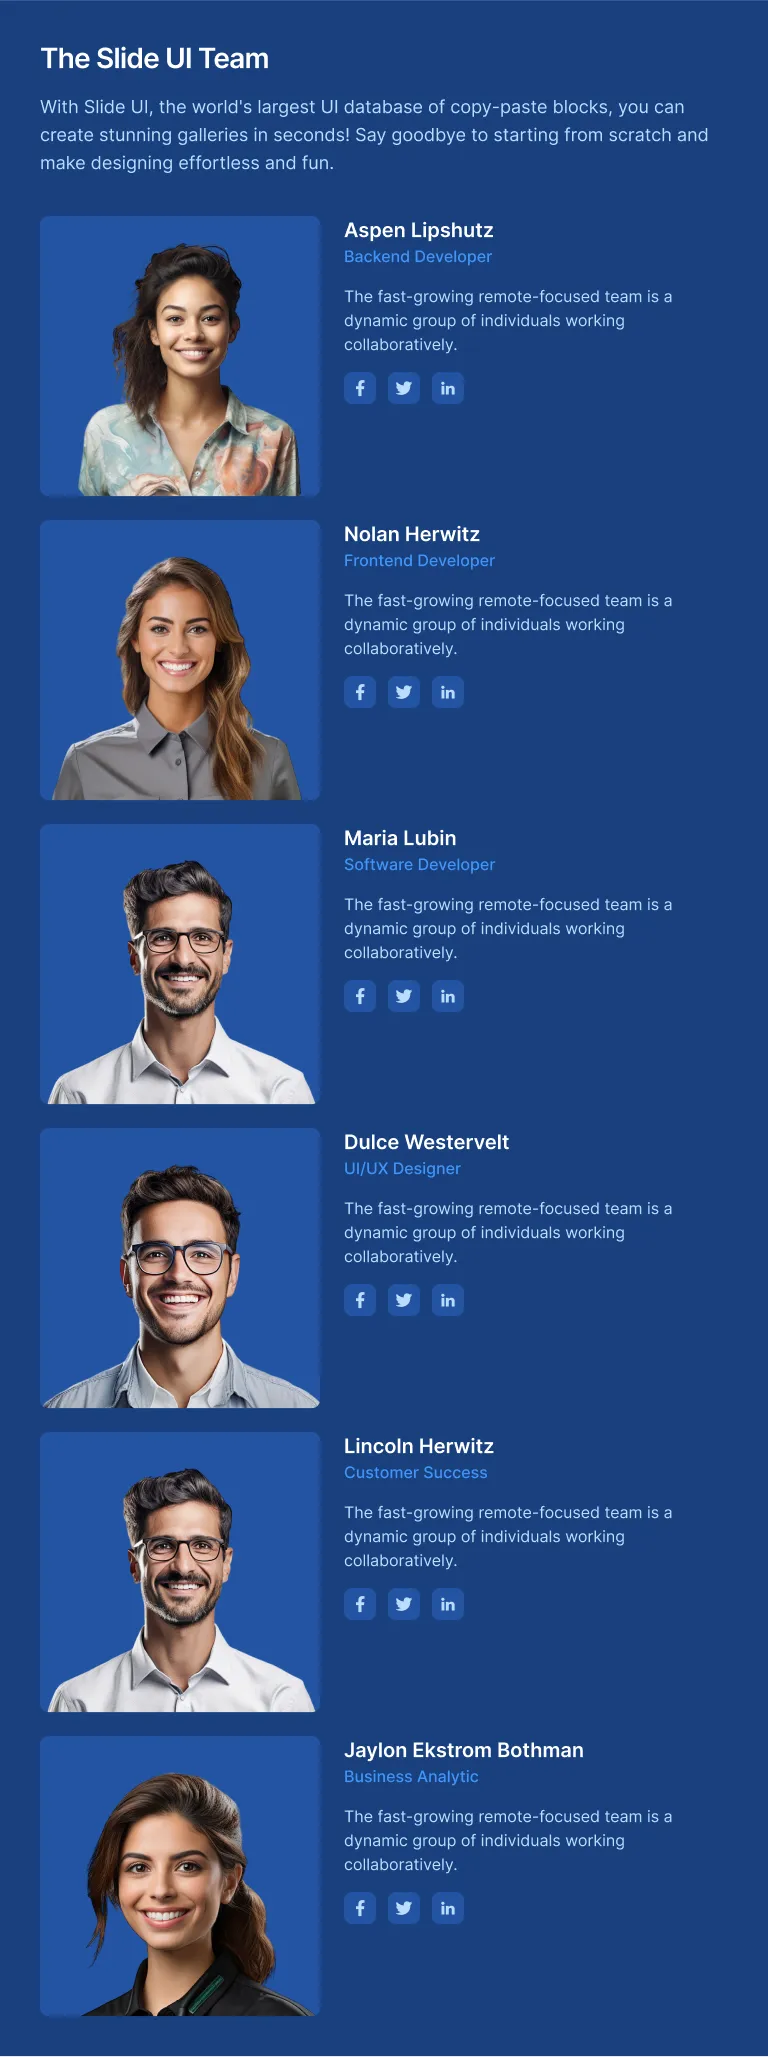 The Slide UI Team
With Slide UI, the world's largest UI database of copy-paste blocks, you can
create stunning galleries in seconds! Say goodbye to starting from scratch and
make designing effortless and fun.
Aspen Lipshutz
Backend Developer
The fast-growing remote-focused team is a
dynamic group of individuals working
collaboratively.
f in
Nolan Herwitz
Frontend Developer
The fast-growing remote-focused team is a
dynamic group of individuals working
collaboratively.
f in
Maria Lubin
Software Developer
The fast-growing remote-focused team is a
dynamic group of individuals working
collaboratively.
f in
Dulce Westervelt
UI/UX Designer
The fast-growing remote-focused team is a
dynamic group of individuals working
collaboratively.
f in
Lincoln Herwitz
Customer Success
The fast-growing remote-focused team is a
dynamic group of individuals working
collaboratively.
f in
Jaylon Ekstrom Bothman
Business Analytic
The fast-growing remote-focused team is a
dynamic group of individuals working
collaboratively.
f in